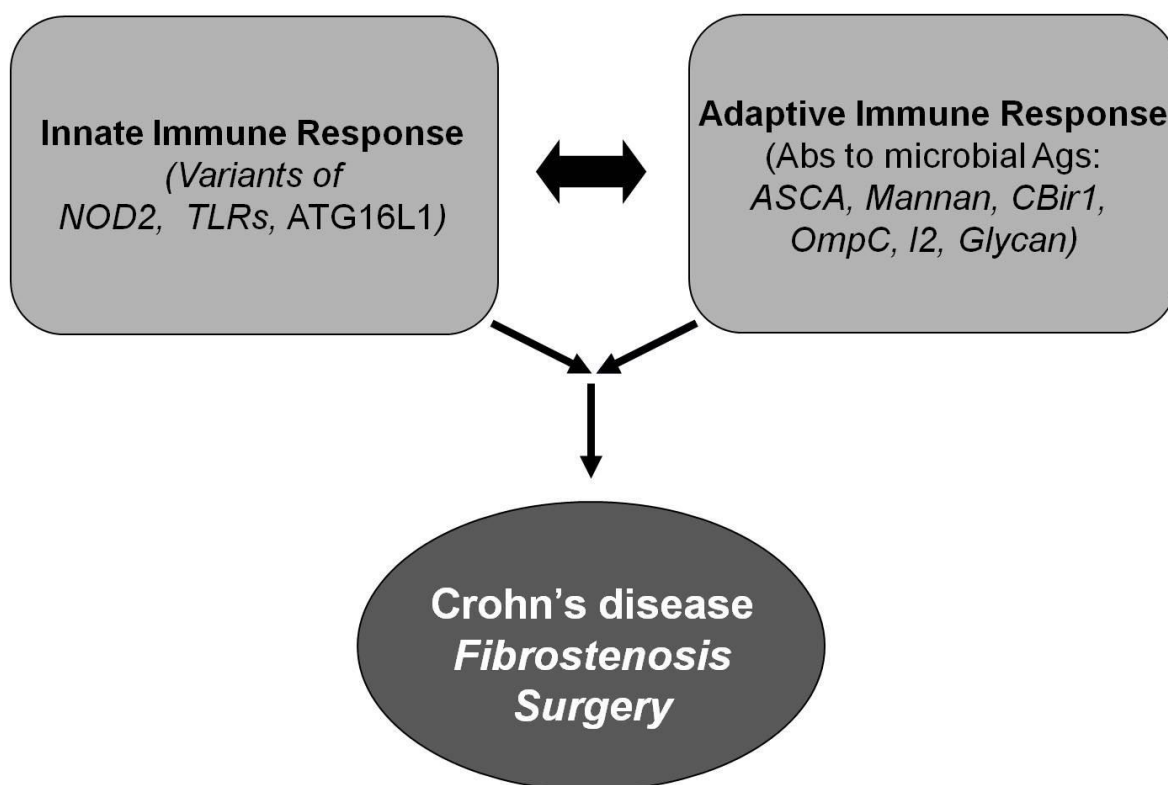 Innate Immune Response
(Variants of
NOD2, TLRs, ATG16L1)
Adaptive Immune Response
(Abs to microbial Ags:
ASCA, Mannan, CBir1,
OmpC, I2, Glycan)
Crohn’s disease
Fibrostenosis
Surgery